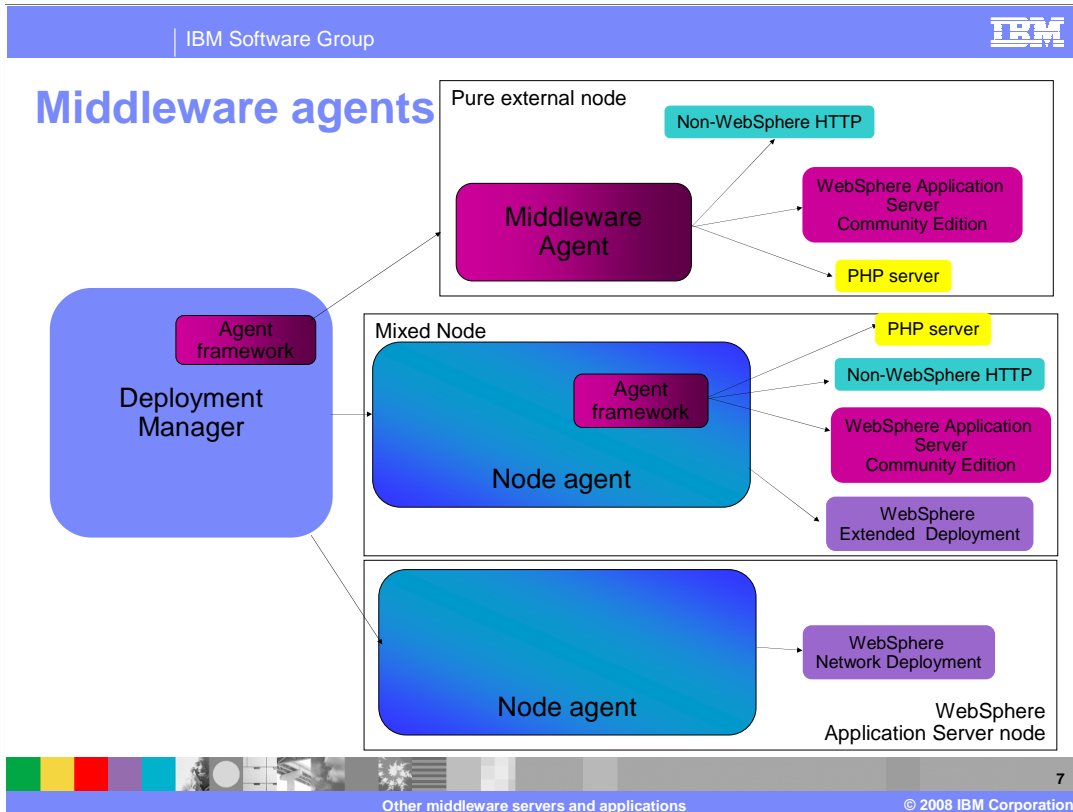 IBM Software Group
IBM
Middleware agents
Pure external node
Non-WebSphere HTTP
Middleware
Agent
WebSphere Application
Server
Community Edition
PHP server
Agent
framework
Deployment
Manager
Mixed Node
PHP server
Agent
framework
Non-WebSphere HTTP
WebSphere Application
Server
Community Edition
Node agent
WebSphere
Extended Deployment
Node agent
WebSphere
Network Deployment
WebSphere
Application Server node
7
Other middleware servers and applications
© 2008 IBM Corporation